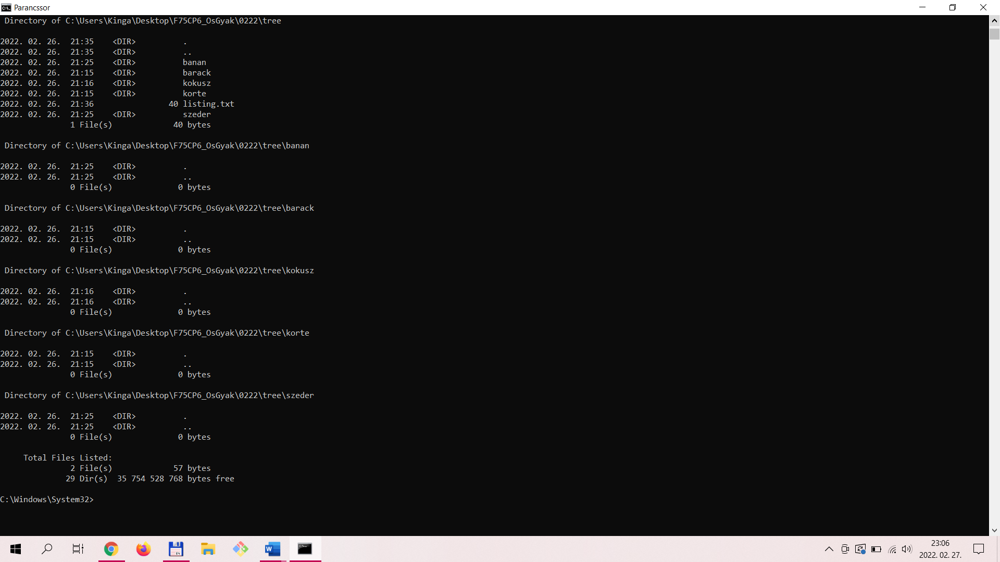 Parancssor
Directory of C:\Users\Kinga\Desktop\F75CP6_OsGyak\0222\tree
2022. 02. 26.  21:35    <DIR>          .
2022. 02. 26.  21:35    <DIR>          ..
2022. 02. 26.  21:25    <DIR>          banan
2022. 02. 26.  21:15    <DIR>          barack
2022. 02. 26.  21:16    <DIR>          kokusz
2022. 02. 26.  21:15    <DIR>          korte
2022. 02. 26.  21:36                40 listing.txt
2022. 02. 26.  21:25    <DIR>          szeder
1 File(s)             40 bytes
Directory of C:\Users\Kinga\Desktop\F75CP6_OsGyak\0222\tree\banan
2022. 02. 26.  21:25    <DIR>          .
2022. 02. 26.  21:25    <DIR>          ..
0 File(s)              0 bytes
Directory of C:\Users\Kinga\Desktop\F75CP6_OsGyak\0222\tree\barack
2022. 02. 26.  21:15    <DIR>          .
2022. 02. 26.  21:15    <DIR>          ..
0 File(s)              0 bytes
Directory of C:\Users\Kinga\Desktop\F75CP6_OsGyak\0222\tree\kokusz
2022. 02. 26.  21:16    <DIR>          .
2022. 02. 26.  21:16    <DIR>          ..
0 File(s)              0 bytes
Directory of C:\Users\Kinga\Desktop\F75CP6_OsGyak\0222\tree\korte
2022. 02. 26.  21:15    <DIR>          .
2022. 02. 26.  21:15    <DIR>          ..
0 File(s)              0 bytes
Directory of C:\Users\Kinga\Desktop\F75CP6_OsGyak\0222\tree\szeder
2022. 02. 26.  21:25    <DIR>          .
2022. 02. 26.  21:25    <DIR>          ..
0 File(s)              0 bytes
Total Files Listed:
2 File(s)             57 bytes
29 Dir(s)  35 754 528 768 bytes free
C:\Windows\System32>
23:06
2022. 02. 27.